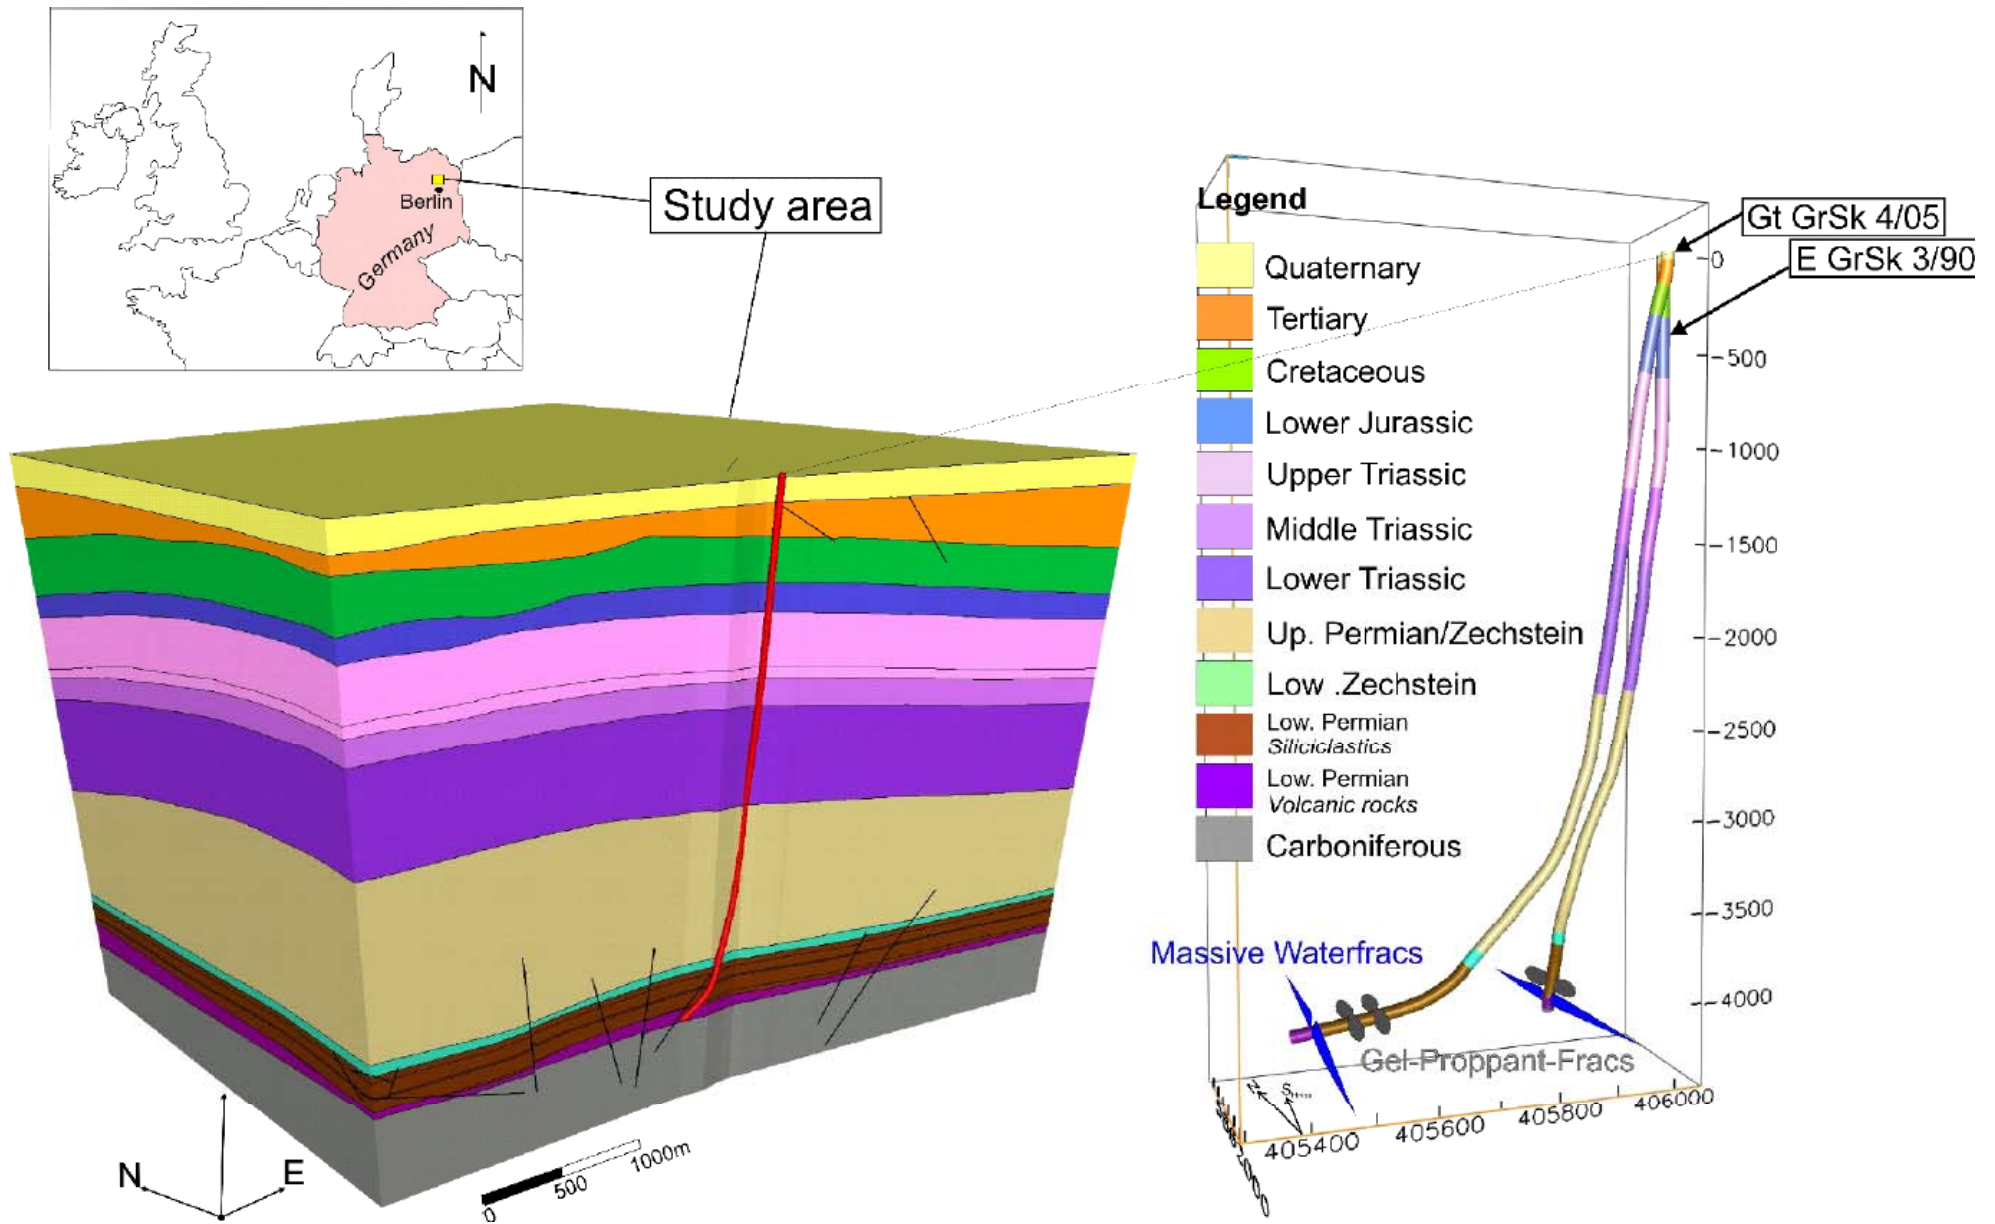 N
Berlin
Germany
Study area
Legend
Quaternary
Tertiary
Cretaceous
Lower Jurassic
Upper Triassic
Middle Triassic
Lower Triassic
Up. Permian/Zechstein
Low .Zechstein
Low. Permian
Siliciclastics
Low. Permian
Volcanic rocks
Carboniferous
Gt GrSk 4/05
E GrSk 3/90
0
-500
-1000
-1500
-2000
-2500
-3000
-3500
-4000
Massive Waterfracs
Gel-Proppant-Fracs
N
405400
405600
405800
406000
N
E
0
500
1000m